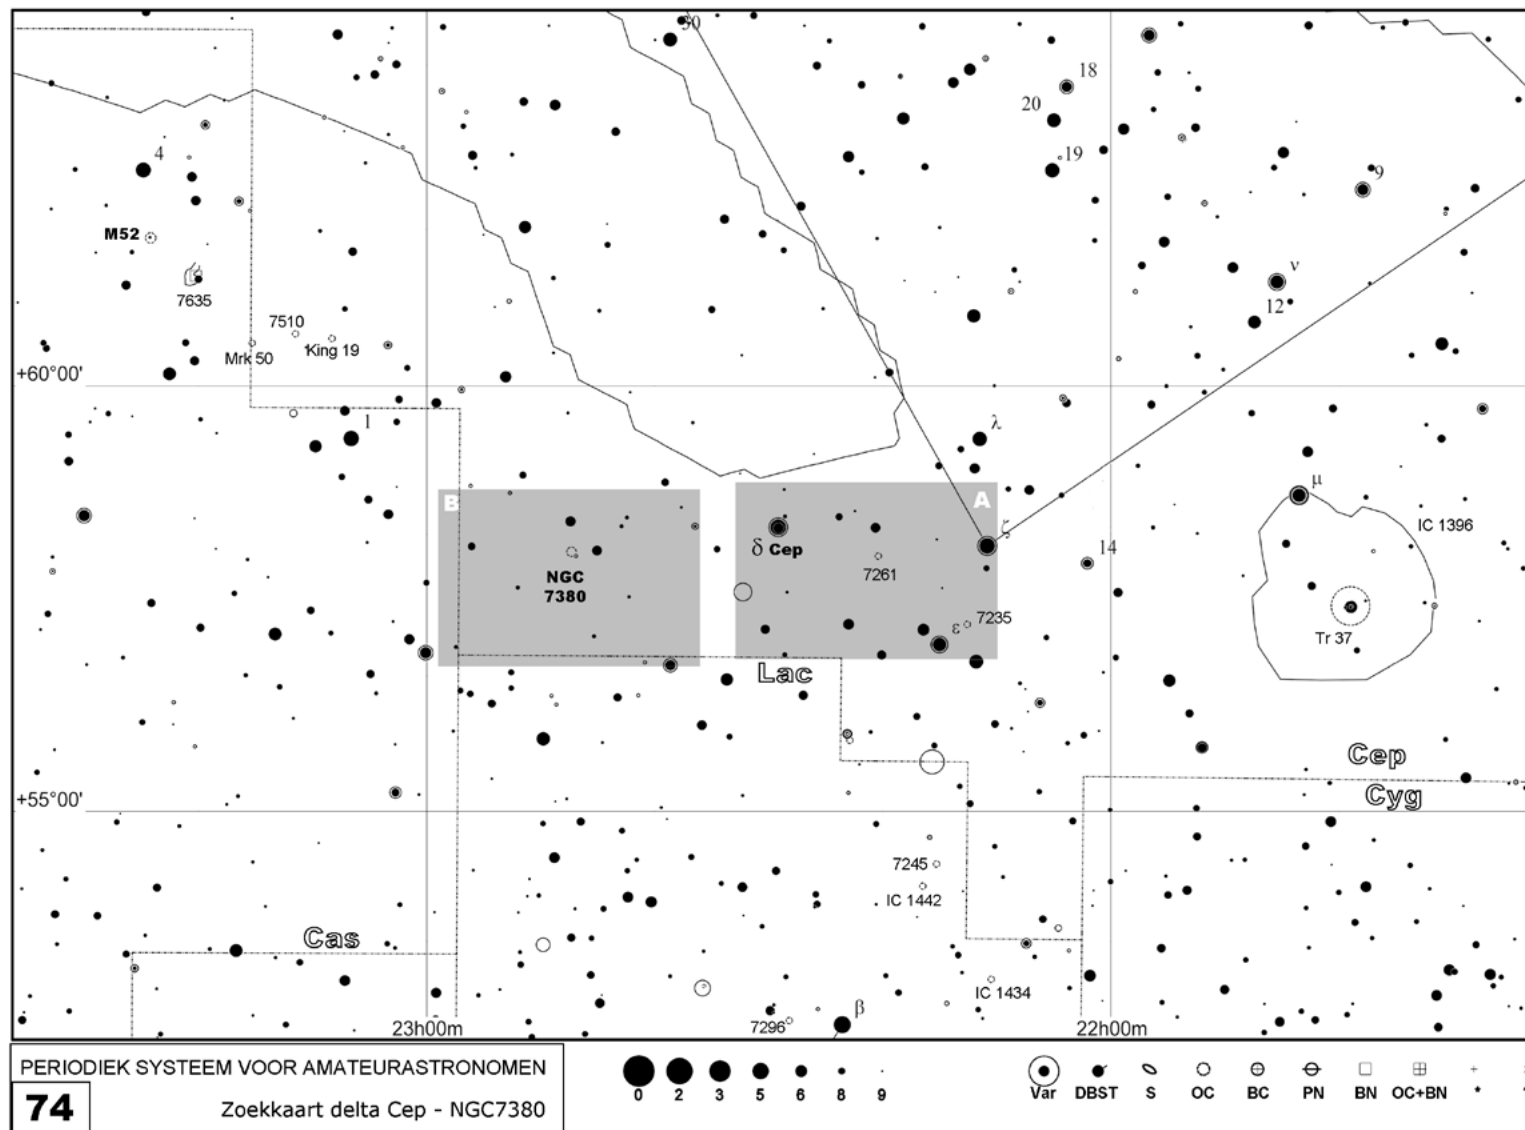 30
18
20
19
9
4
M52
7635
ν
12
7510
Mrk 50
King 19
+60°00'
1
λ
μ
IC 1396
B
A
ζ
14
δ Cep
7261
NGC
7380
ε
7235
Tr 37
Lac
Cep
Cyg
+55°00'
7245
IC 1442
Cas
IC 1434
β
7296
23h00m
22h00m
PERIODIEK SYSTEEM VOOR AMATEURASTRONOMEN
74
Zoekkaart delta Cep - NGC7380
0 2 3 5 6 8 9
Var DBST S OC BC PN BN OC+BN *